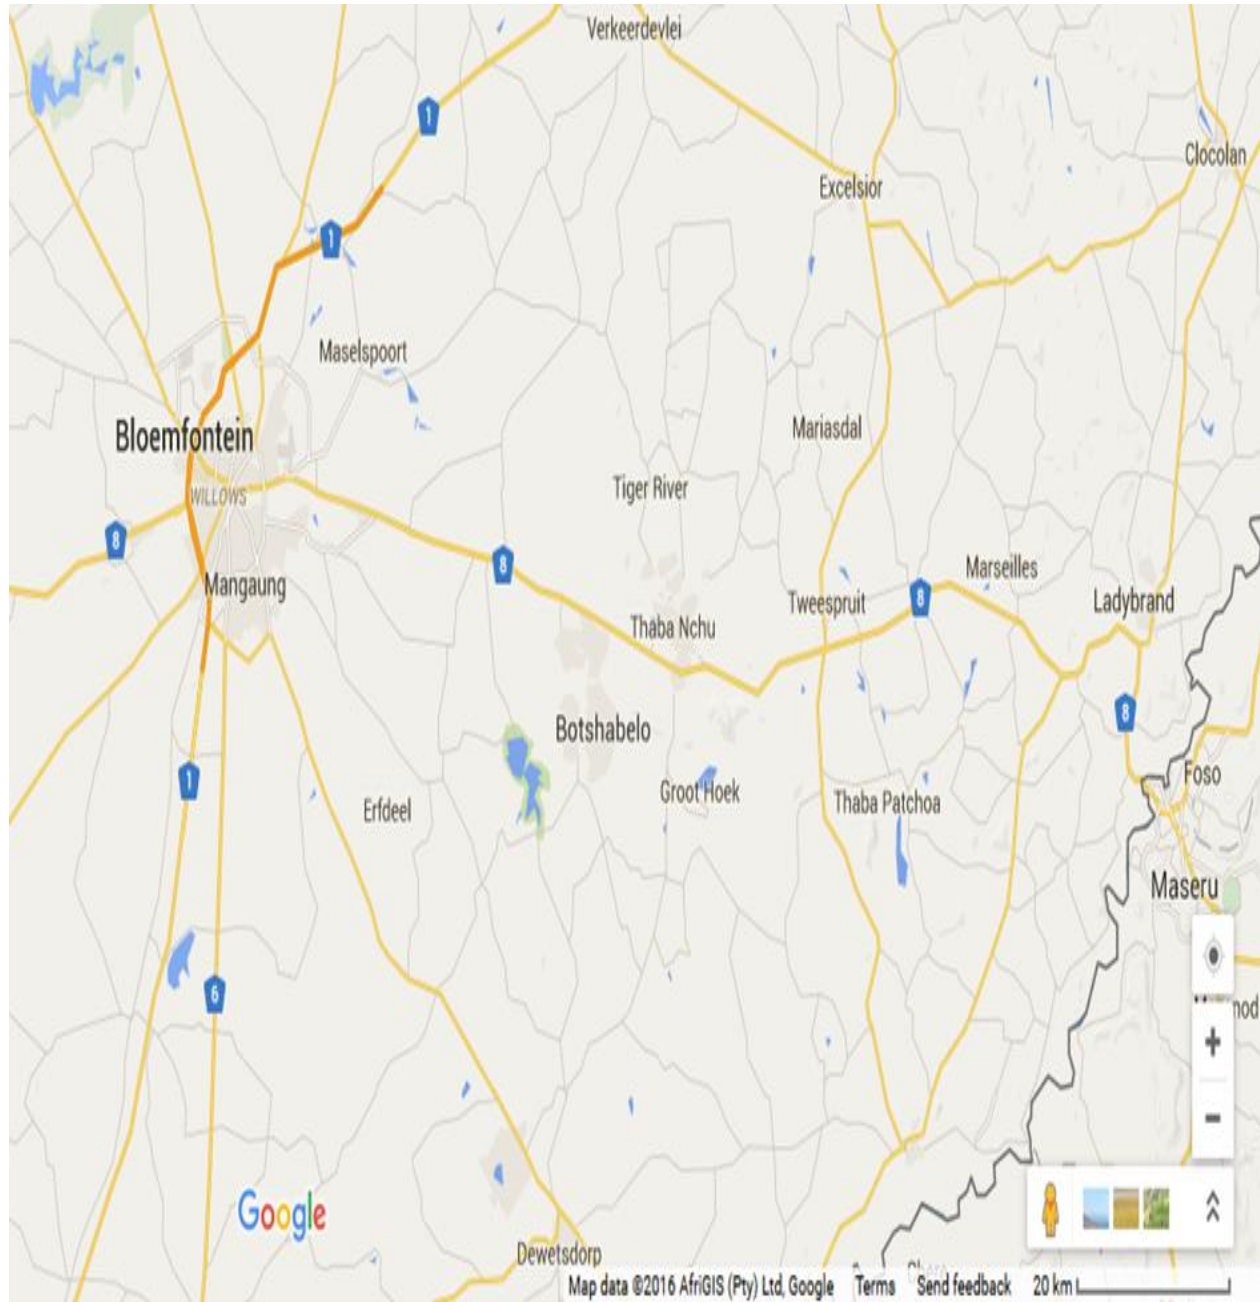 Verkeerdevlei
1
Clocolan
Excelsior
1
Maselspoort
Bloemfontein
Mariasdal
Tiger River
WILLOWS
8
8
Marseilles
Mangaung
Tweespruit
8
Ladybrand
Thaba Nchu
8
Botshabelo
1
Foso
Groot Hoek
Thaba Patchoa
Erfdeel
Maseru
6
nod
+
−
Google
Dewetsdorp
Map data ©2016 AfriGIS (Pty) Ltd, Google Terms Send feedback 20 km